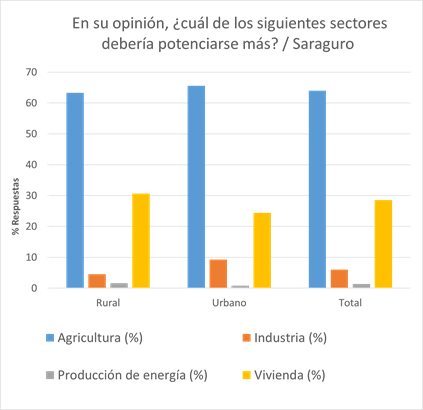 En su opinión, ¿cuál de los siguientes sectores
debería potenciarse más? / Saraguro
70
60
50
40
30
20
10
0
% Respuestas
Rural Urbano Total
Agricultura (%) Industria (%)
Producción de energía (%) Vivienda (%)